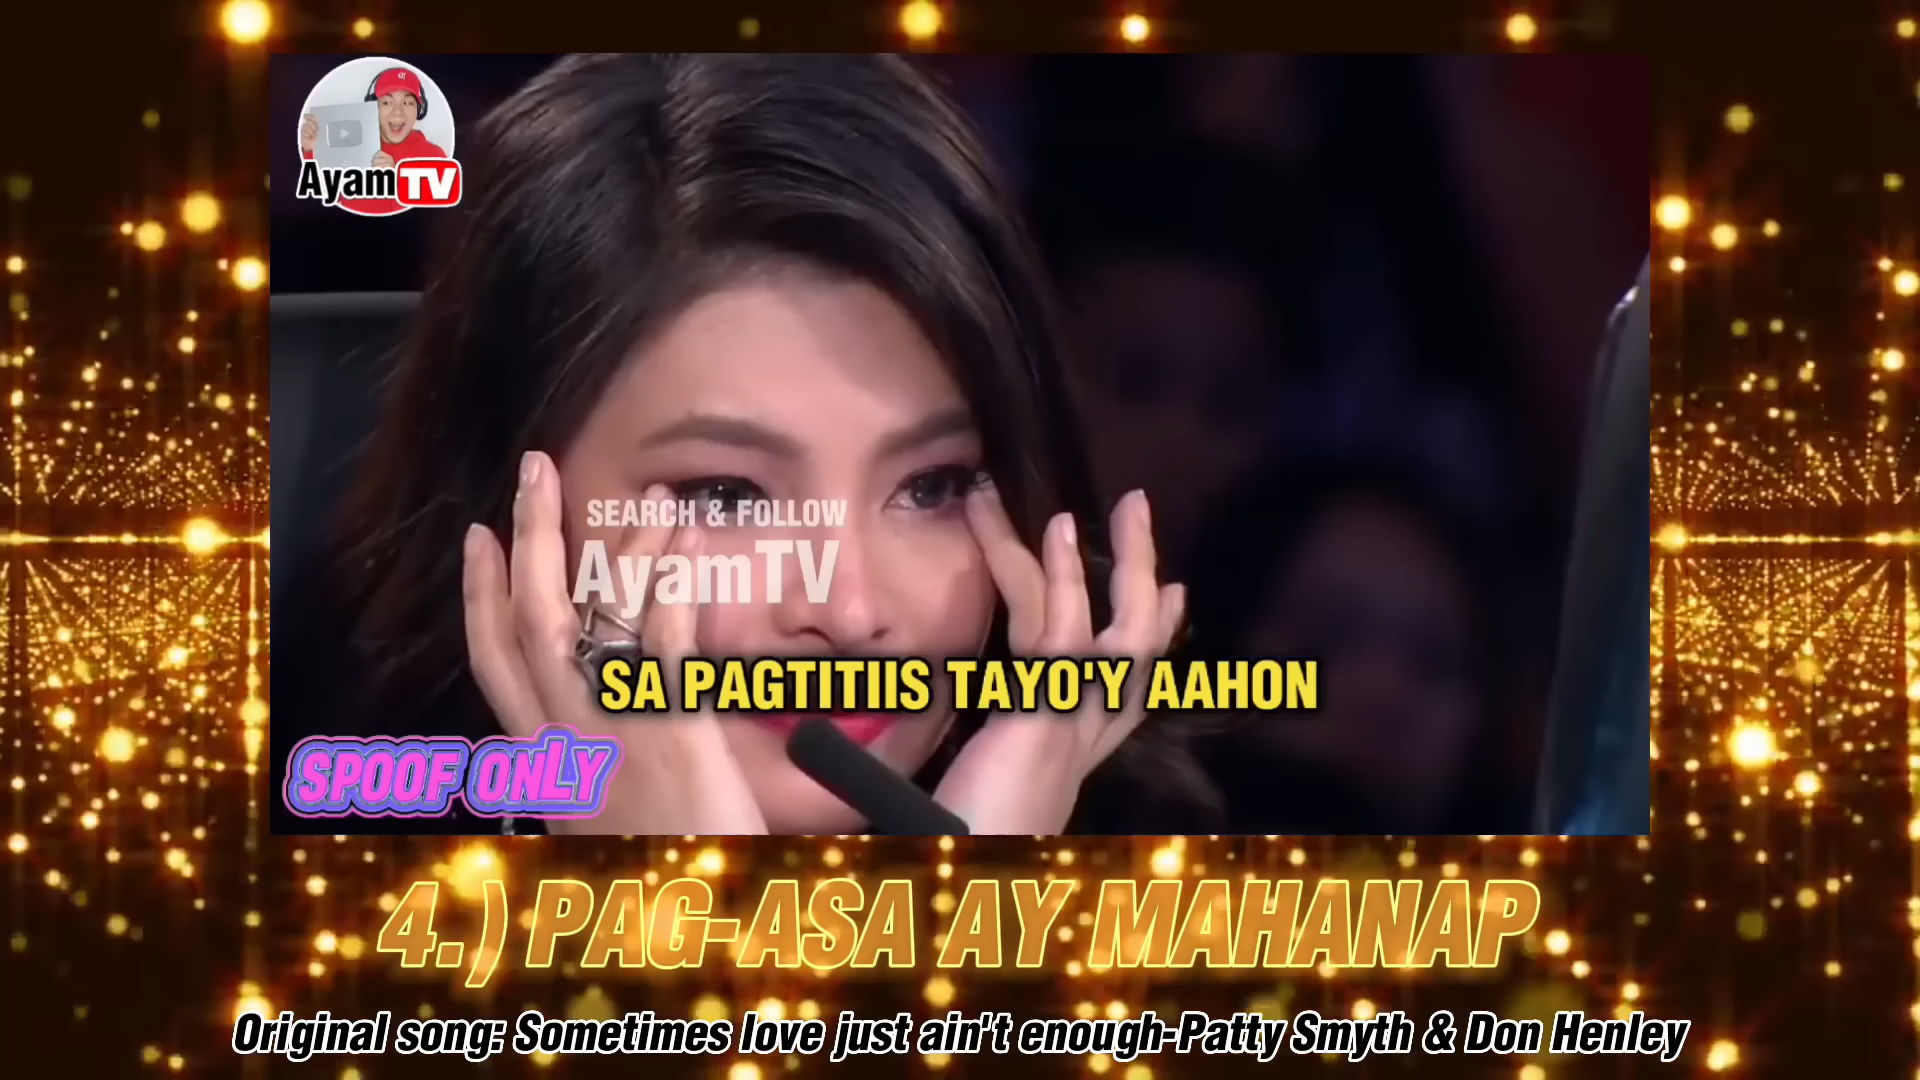 AyamTV
SEARCH & FOLLOW
AyamTV
SA PAGTITIIS TAYO'Y AAHON
SPOOF ONLY
4.) PAG-ASA AY MAHANAP
Original song: Sometimes love just ain't enough-Patty Smyth & Don Henley